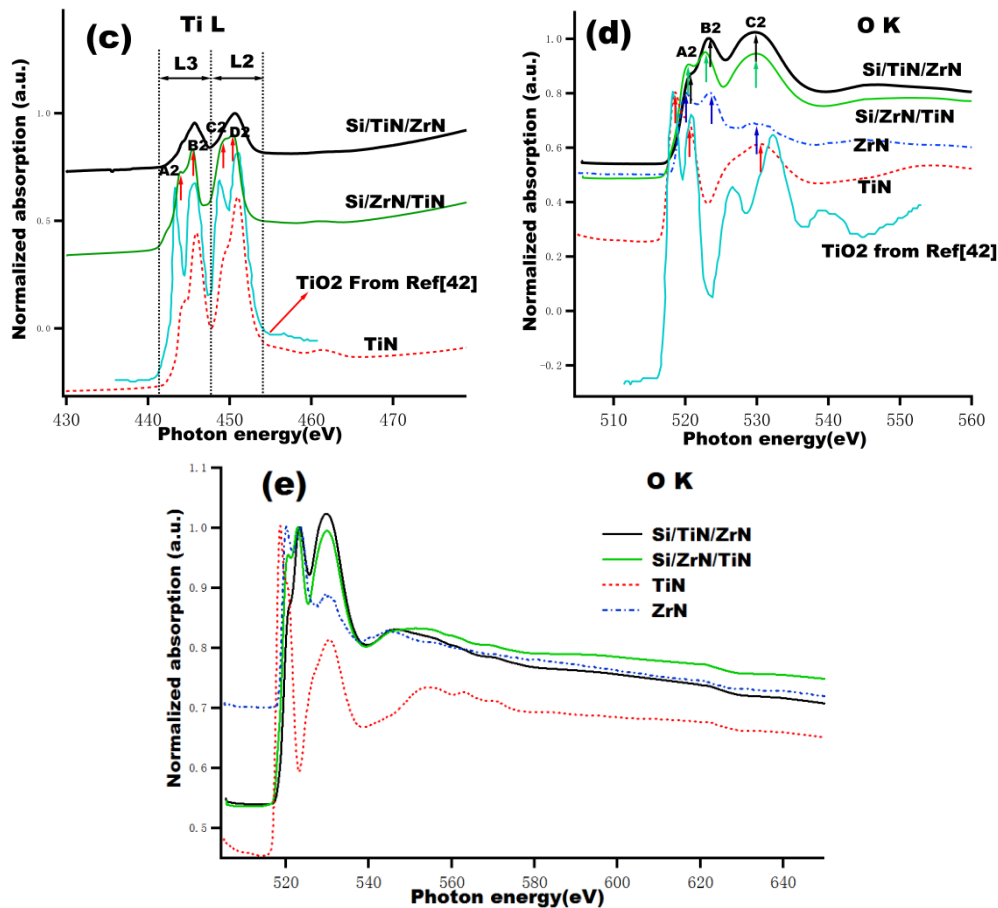 (c)
Ti L
L3
L2
Normalized absorption (a.u.)
1.0
0.5
0.0
A2
B2
C2
D2
Si/TiN/ZrN
Si/ZrN/TiN
TiO2 From Ref[42]
TiN
430
440
450
460
470
Photon energy(eV)
(d)
O K
Normalized absorption (a.u.)
1.0
0.8
0.6
0.4
0.2
0.0
-0.2
A2
B2
C2
Si/TiN/ZrN
Si/ZrN/TiN
ZrN
TiN
TiO2 from Ref[42]
510
520
530
540
550
560
Photon energy(eV)
(e)
O K
Normalized absorption (a.u.)
1.1
1.0
0.9
0.8
0.7
0.6
0.5
Si/TiN/ZrN
Si/ZrN/TiN
TiN
ZrN
520
540
560
580
600
620
640
Photon energy(eV)